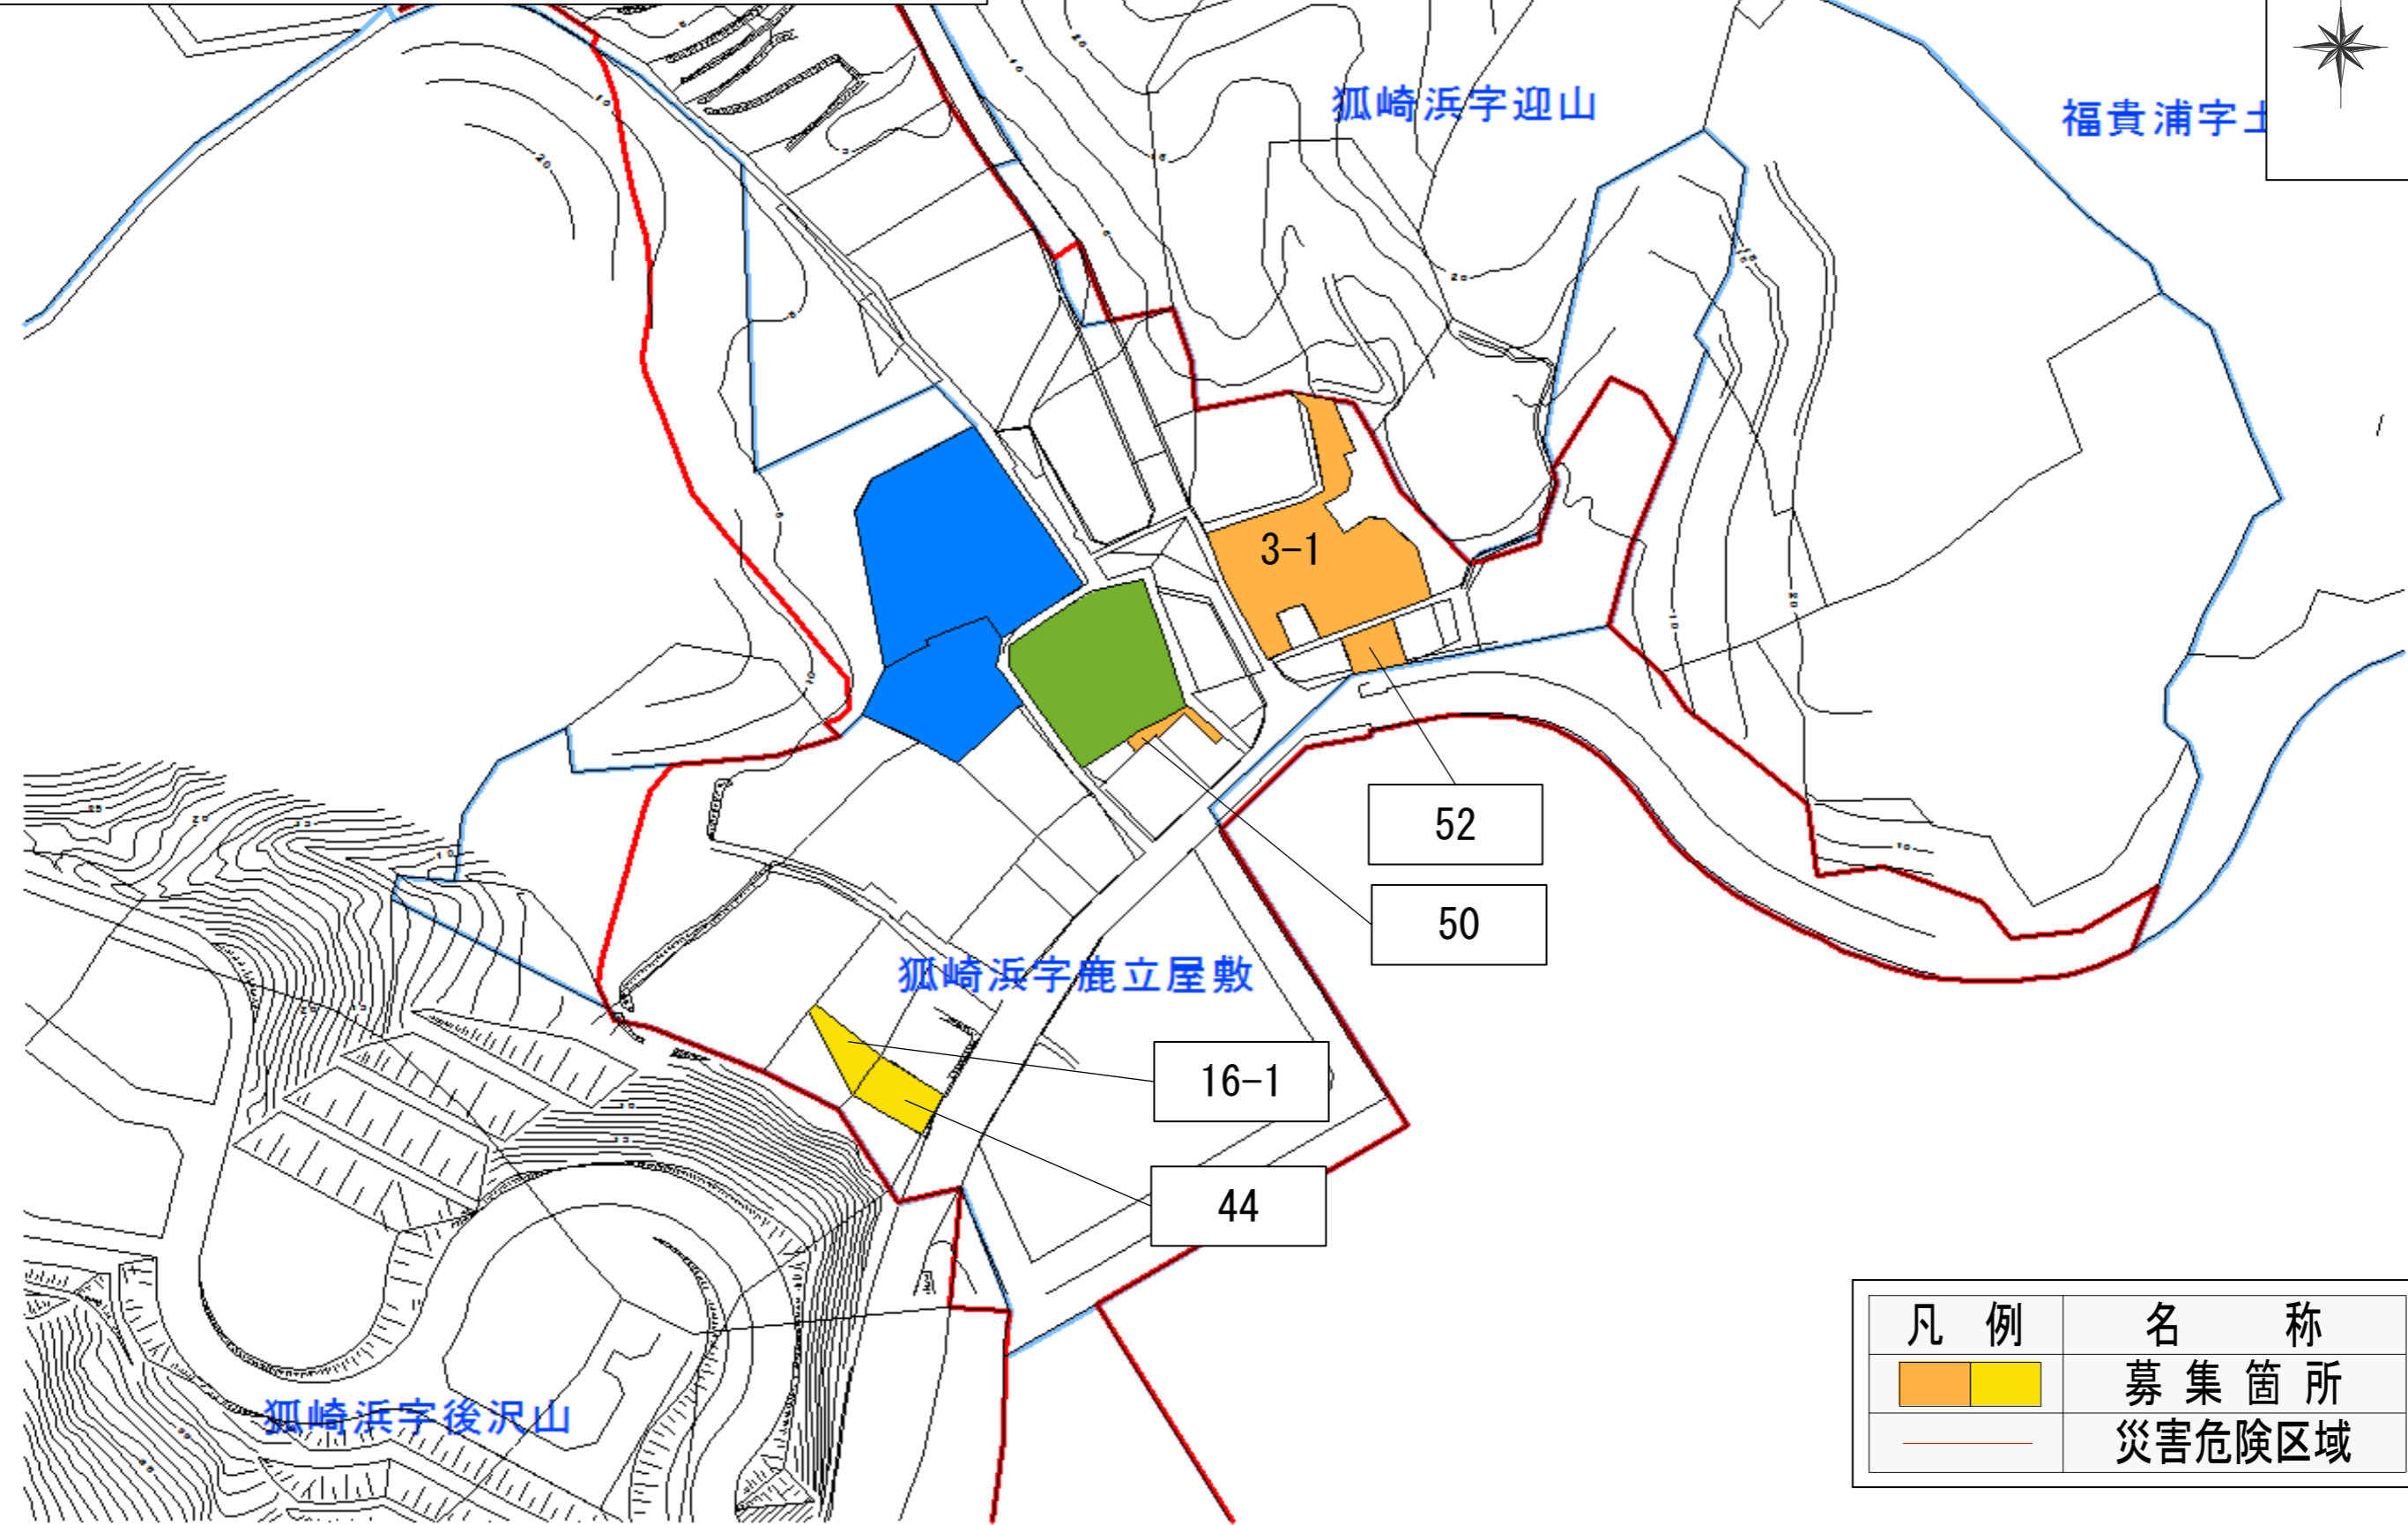 狐崎浜字迎山
福貴浦字
3-1
52
50
狐崎浜字鹿立屋敷
16-1
44
狐崎浜字後沢山
凡 例 名 称
募 集 箇 所
災害危険区域